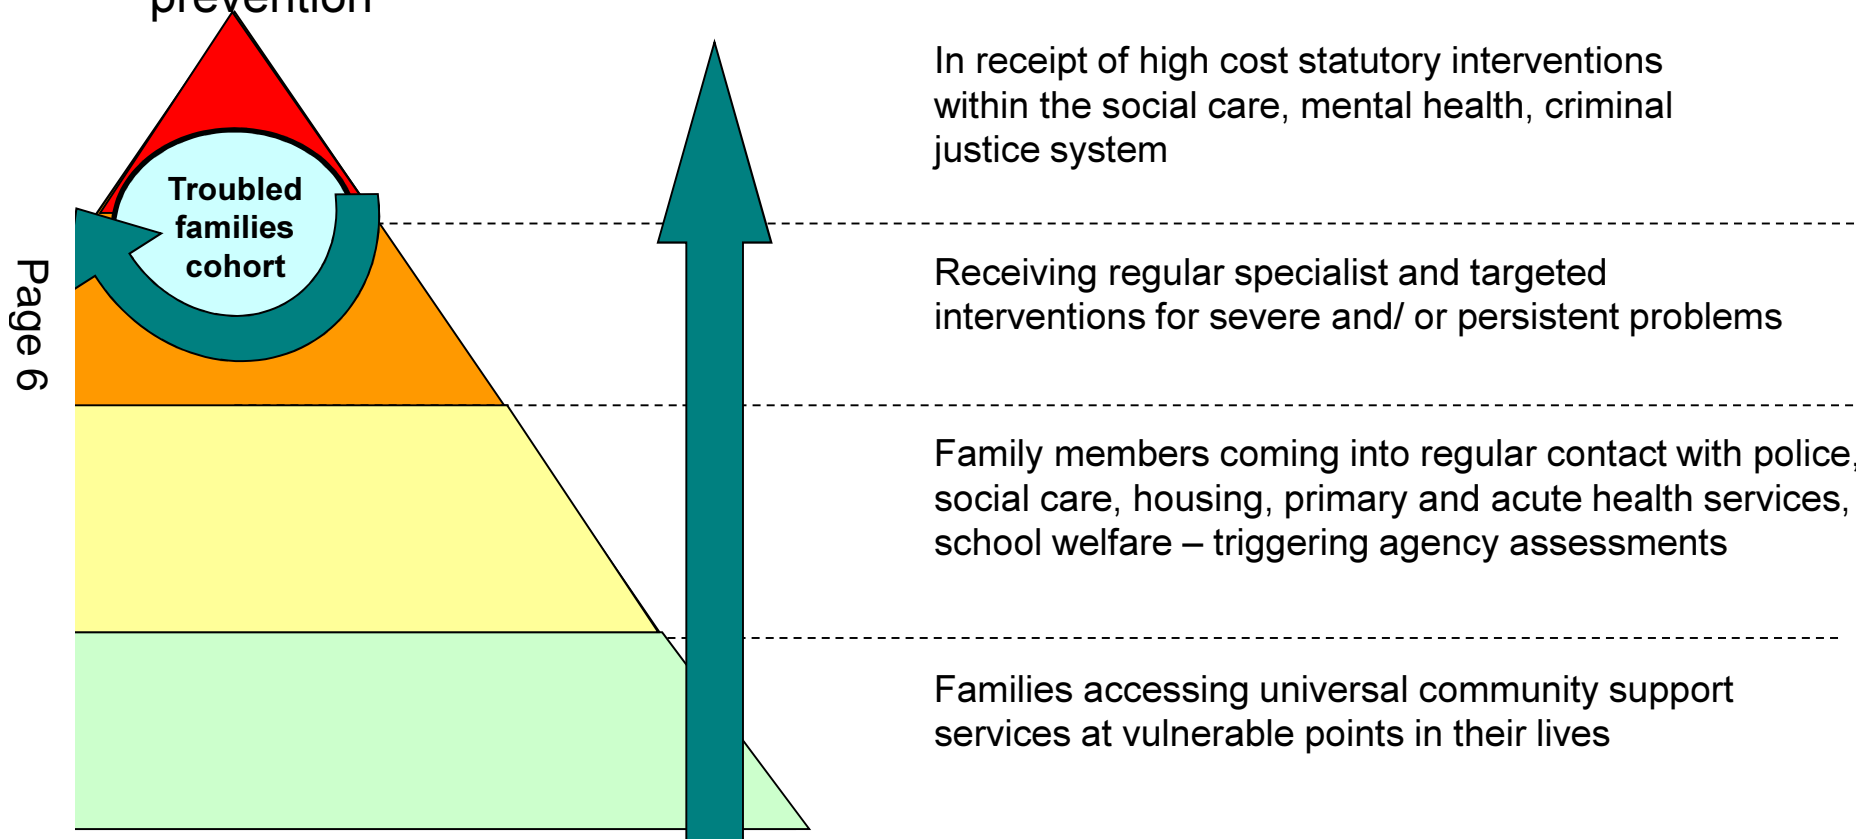 prevention
In receipt of high cost statutory interventions
within the social care, mental health, criminal
justice system
Troubled
families
cohort
Receiving regular specialist and targeted
interventions for severe and/ or persistent problems
Page 6
Family members coming into regular contact with police,
social care, housing, primary and acute health services,
school welfare – triggering agency assessments
Families accessing universal community support
services at vulnerable points in their lives